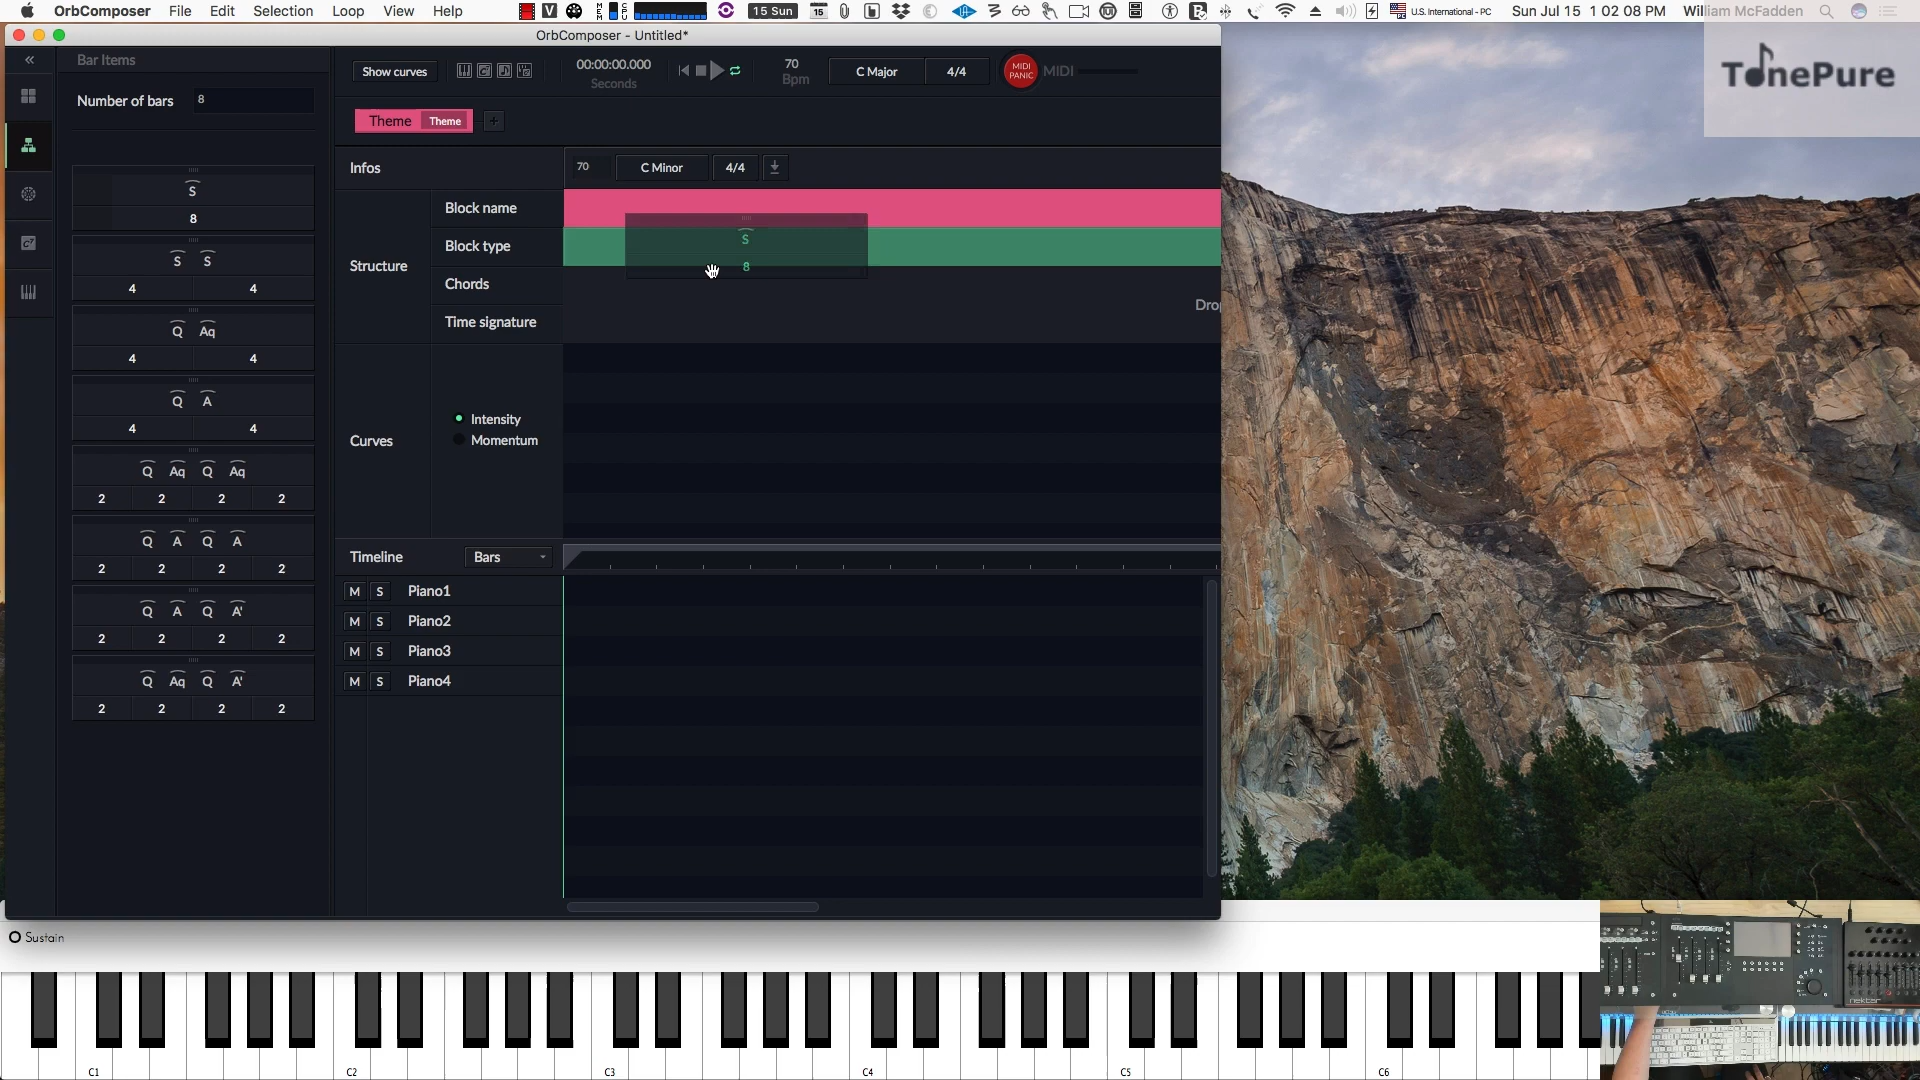 OrbComposer File Edit Selection Loop View Help
15 Sun 15 U.S. International - PC Sun Jul 15 1 02 08 PM William McFadden
OrbComposer - Untitled*
TonePure
Bar Items
Number of bars 8
Show curves
00:00:00.000
Seconds
70
Bpm
C Major 4/4
MIDI
PANIC
MIDI
Theme Theme +
Infos
70 C Minor 4/4
S
8
S S
4 4
Q Aq
4 4
Q A
4 4
Q Aq Q Aq
2 2 2 2
Q A Q A
2 2 2 2
Q A Q A'
2 2 2 2
Q Aq Q A'
2 2 2 2
C7
Structure
Block name
Block type
Chords
Time signature
S
8
Drop
Curves
Intensity
Momentum
Timeline Bars
M S Piano1
M S Piano2
M S Piano3
M S Piano4
Sustain
C1 C2 C3 C4 C5 C6
nektar